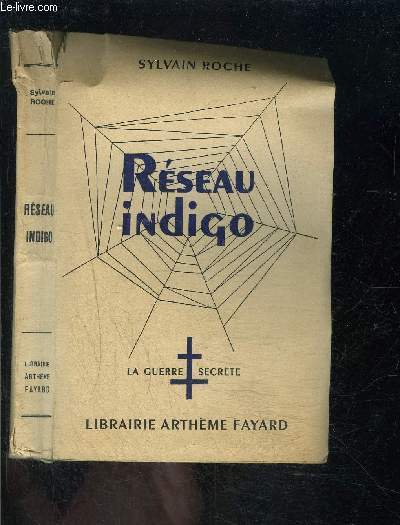 Le-livre.com
SYLVAIN ROCHE
RÉSEAU
indigo
LA GUERRE SECRETE
LIBRAIRIE ARTHÈME FAYARD
Sylvain
ROCHE
RÉSEAU
INDIGO
LIBRAIRIE
ARTHÈME
FAYARD